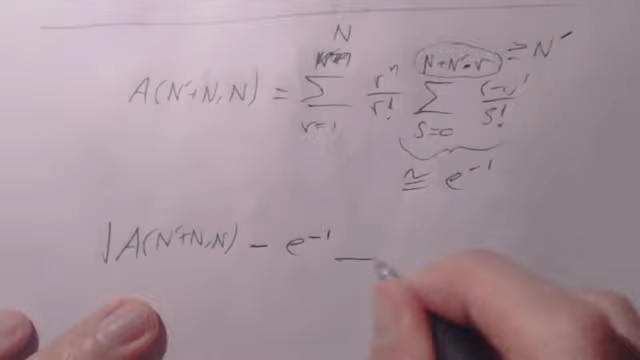 N
A(N'+N,N) = ∑ r=1 r^n/r! ∑ s=0 N+N'-r (-1)^s/s! ≥ N'
≅ e^-1
|A(N'+N,N) - e^-1